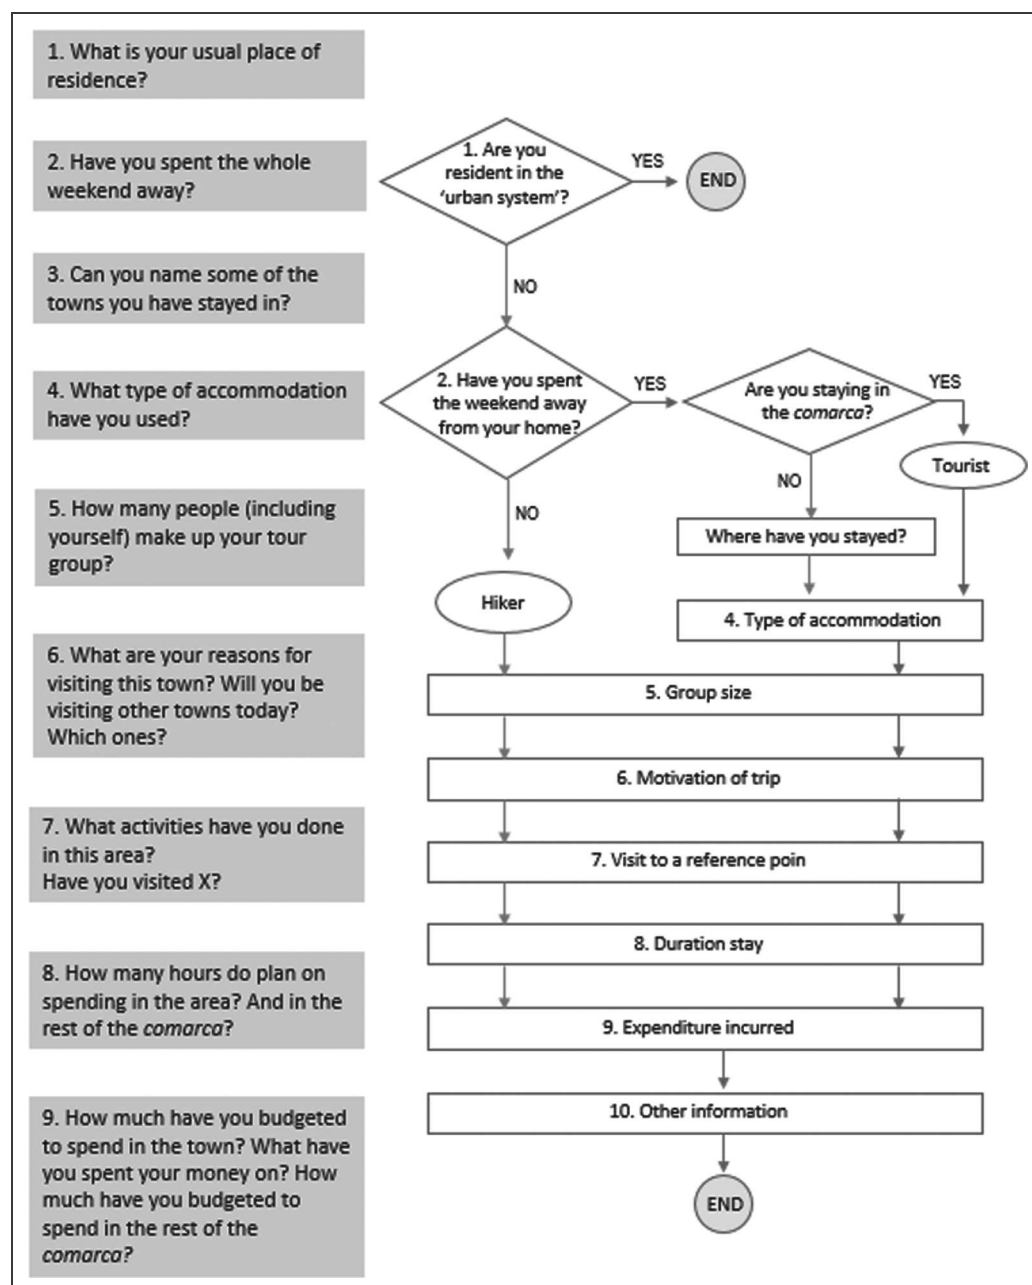 1. What is your usual place of
residence?
2. Have you spent the whole
weekend away?
3. Can you name some of the
towns you have stayed in?
4. What type of accommodation
have you used?
5. How many people (including
yourself) make up your tour
group?
6. What are your reasons for
visiting this town? Will you be
visiting other towns today?
Which ones?
7. What activities have you done
in this area?
Have you visited X?
8. How many hours do plan on
spending in the area? And in the
rest of the comarca?
9. How much have you budgeted
to spend in the town? What have
you spent your money on? How
much have you budgeted to
spend in the rest of the
comarca?
1. Are you
resident in the
‘urban system’?
YES
END
NO
2. Have you spent
the weekend away
from your home?
YES
Are you staying in
the comarca?
YES
Tourist
NO
NO
Where have you stayed?
Hiker
4. Type of accommodation
5. Group size
6. Motivation of trip
7. Visit to a reference poin
8. Duration stay
9. Expenditure incurred
10. Other information
END